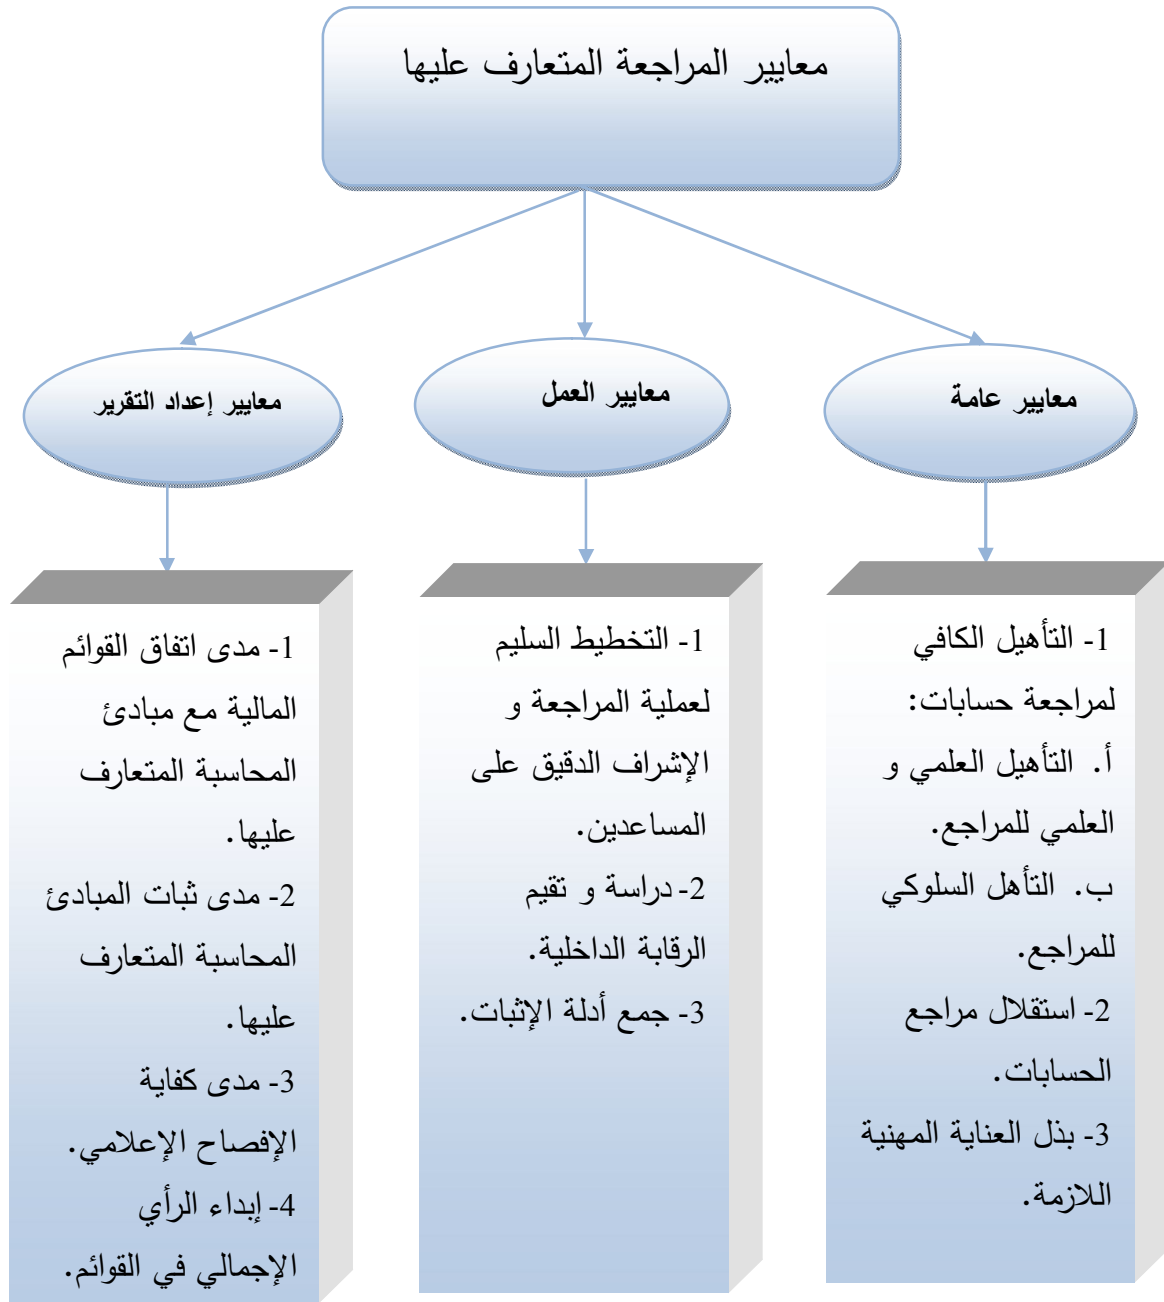 معايير المراجعة المتعارف عليها
معايير عامة
معايير العمل
معايير إعداد التقرير
1- التأهيل الكافي
لمراجعة حسابات:
أ. التأهيل العلمي و
العلمي للمراجع.
ب. التأهل السلوكي
للمراجع.
2- استقلال مراجع
الحسابات.
3- بذل العناية المهنية
اللازمة.
1- التخطيط السليم
لعملية المراجعة و
الإشراف الدقيق على
المساعدين.
2- دراسة و تقيم
الرقابة الداخلية.
3- جمع أدلة الإثبات.
1- مدى اتفاق القوائم
المالية مع مبادئ
المحاسبة المتعارف
عليها.
2- مدى ثبات المبادئ
المحاسبة المتعارف
عليها.
3- مدى كفاية
الإفصاح الإعلامي.
4- إبداء الرأي
الإجمالي في القوائم.